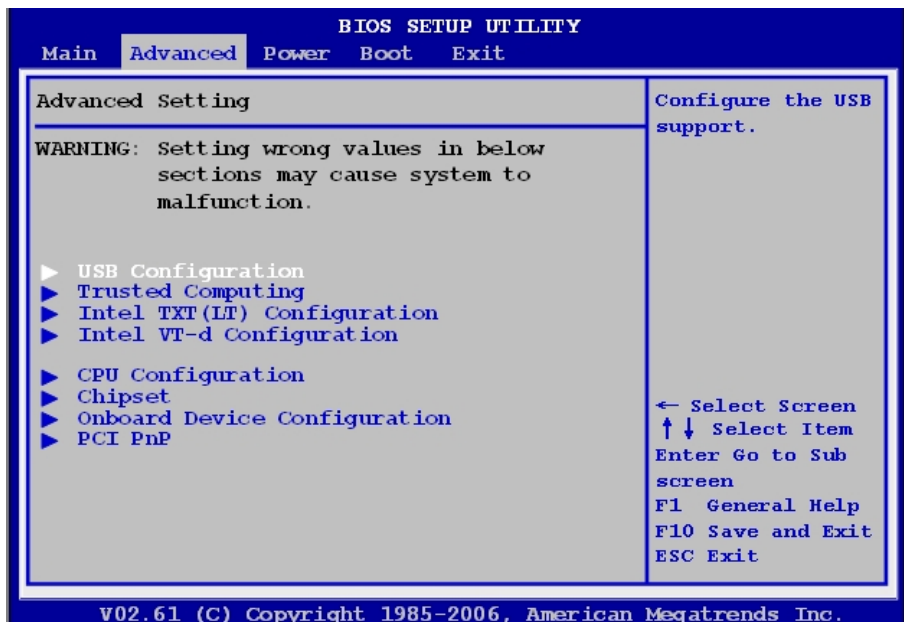 BIOS SETUP UTILITY
Main Advanced Power Boot Exit
Advanced Setting
WARNING: Setting wrong values in below
sections may cause system to
malfunction.
▶ USB Configuration
▶ Trusted Computing
▶ Intel TXT(LT) Configuration
▶ Intel VT-d Configuration
▶ CPU Configuration
▶ Chipset
▶ Onboard Device Configuration
▶ PCI PnP
Configure the USB
support.
← Select Screen
↑↓ Select Item
Enter Go to Sub
screen
F1 General Help
F10 Save and Exit
ESC Exit
V02.61 (C) Copyright 1985-2006, American Megatrends Inc.